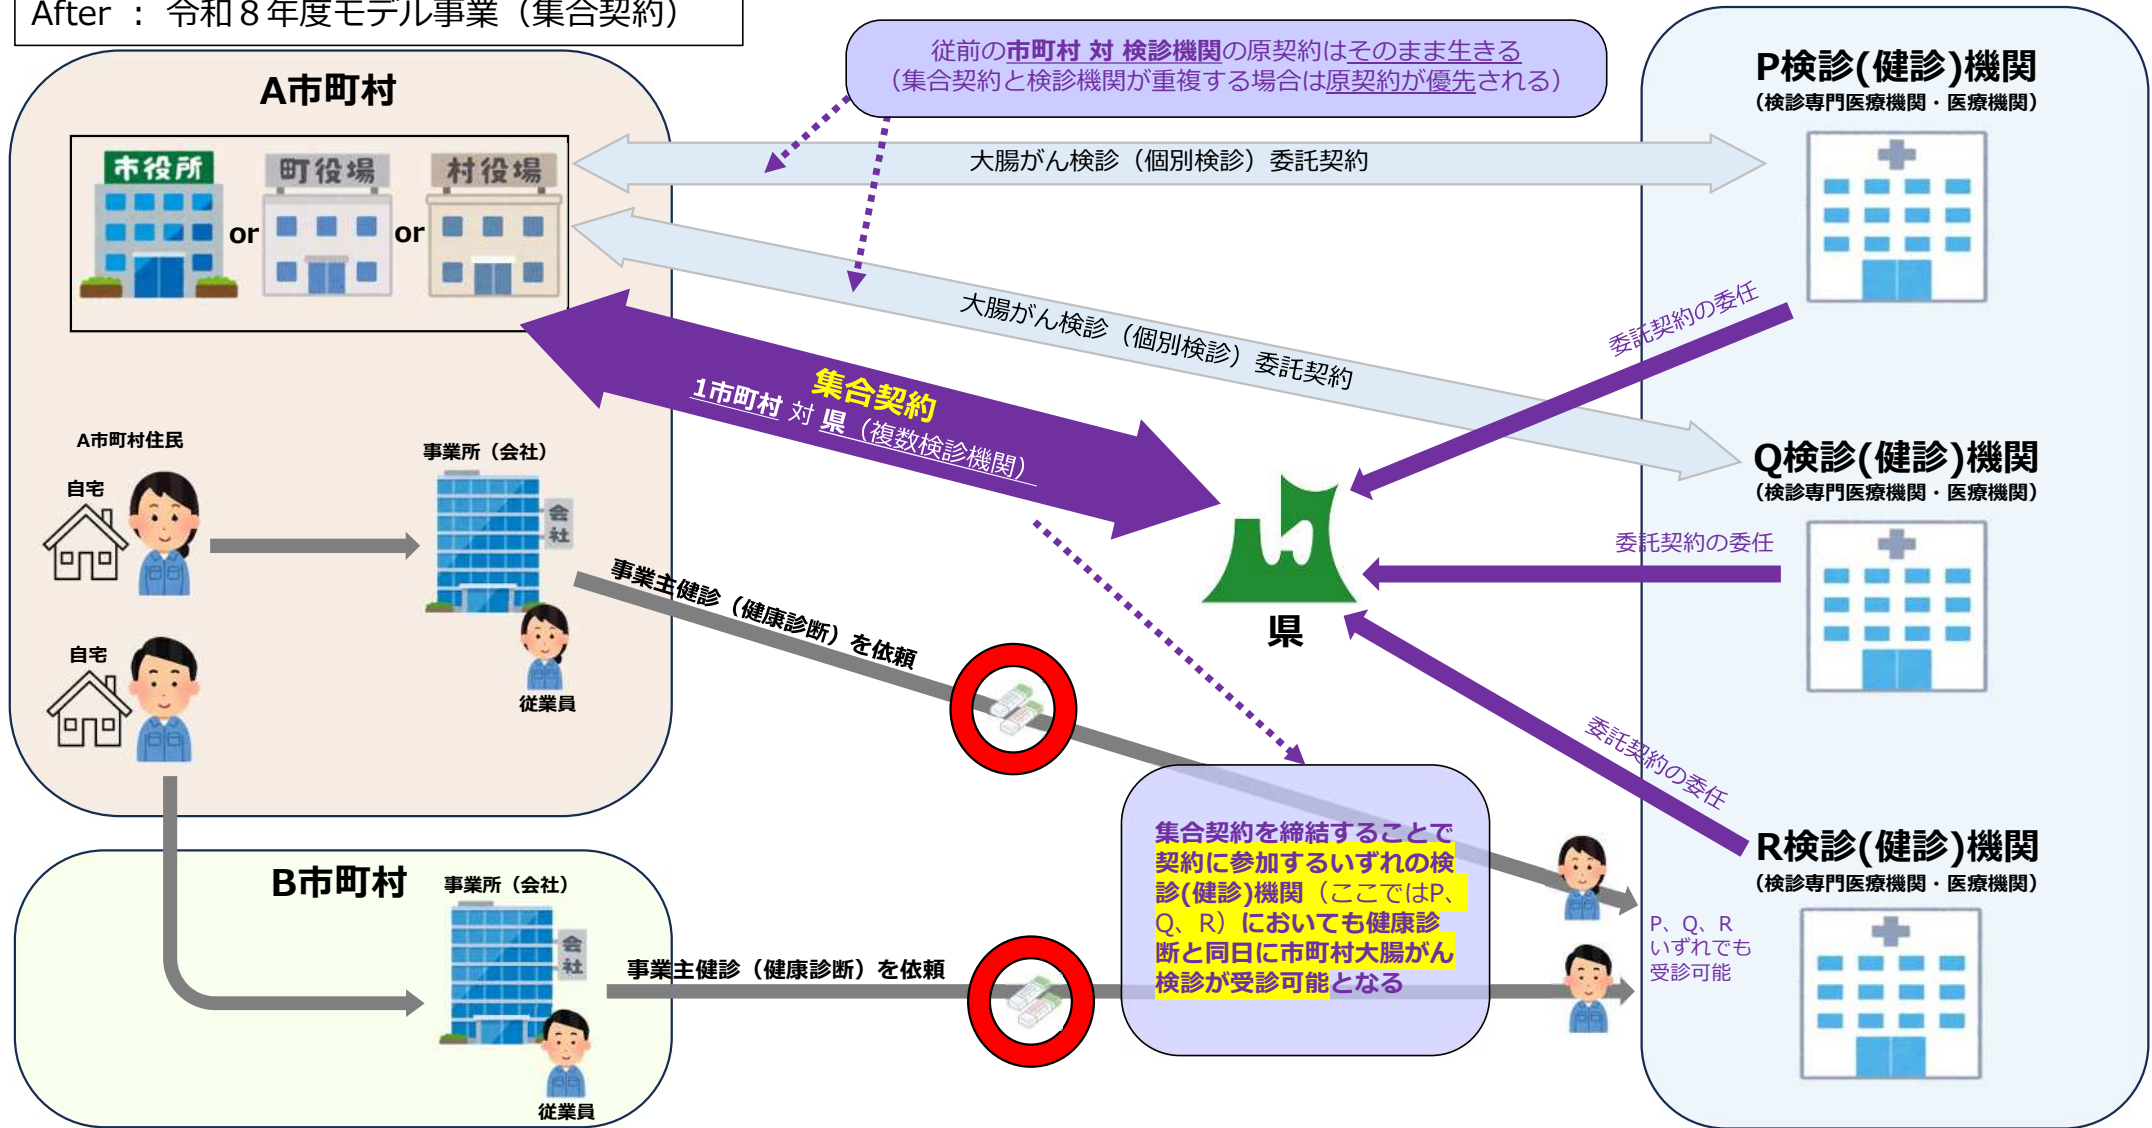 After ： 令和８年度モデル事業（集合契約）
従前の市町村 対 検診機関の原契約はそのまま生きる
（集合契約と検診機関が重複する場合は原契約が優先される）
A市町村
市役所
or
町役場
or
村役場
大腸がん検診（個別検診）委託契約
大腸がん検診（個別検診）委託契約
集合契約
1市町村 対 県（複数検診機関）
P検診(健診)機関
（検診専門医療機関・医療機関）
委託契約の委任
Q検診(健診)機関
（検診専門医療機関・医療機関）
委託契約の委任
県
委託契約の委任
R検診(健診)機関
（検診専門医療機関・医療機関）
P、Q、R
いずれでも
受診可能
A市町村住民
自宅
事業所（会社）
会社
従業員
自宅
事業主健診（健康診断）を依頼
集合契約を締結することで
契約に参加するいずれの検
診(健診)機関（ここではP、
Q、R）においても健康診
断と同日に市町村大腸がん
検診が受診可能となる
B市町村
事業所（会社）
会社
従業員
事業主健診（健康診断）を依頼